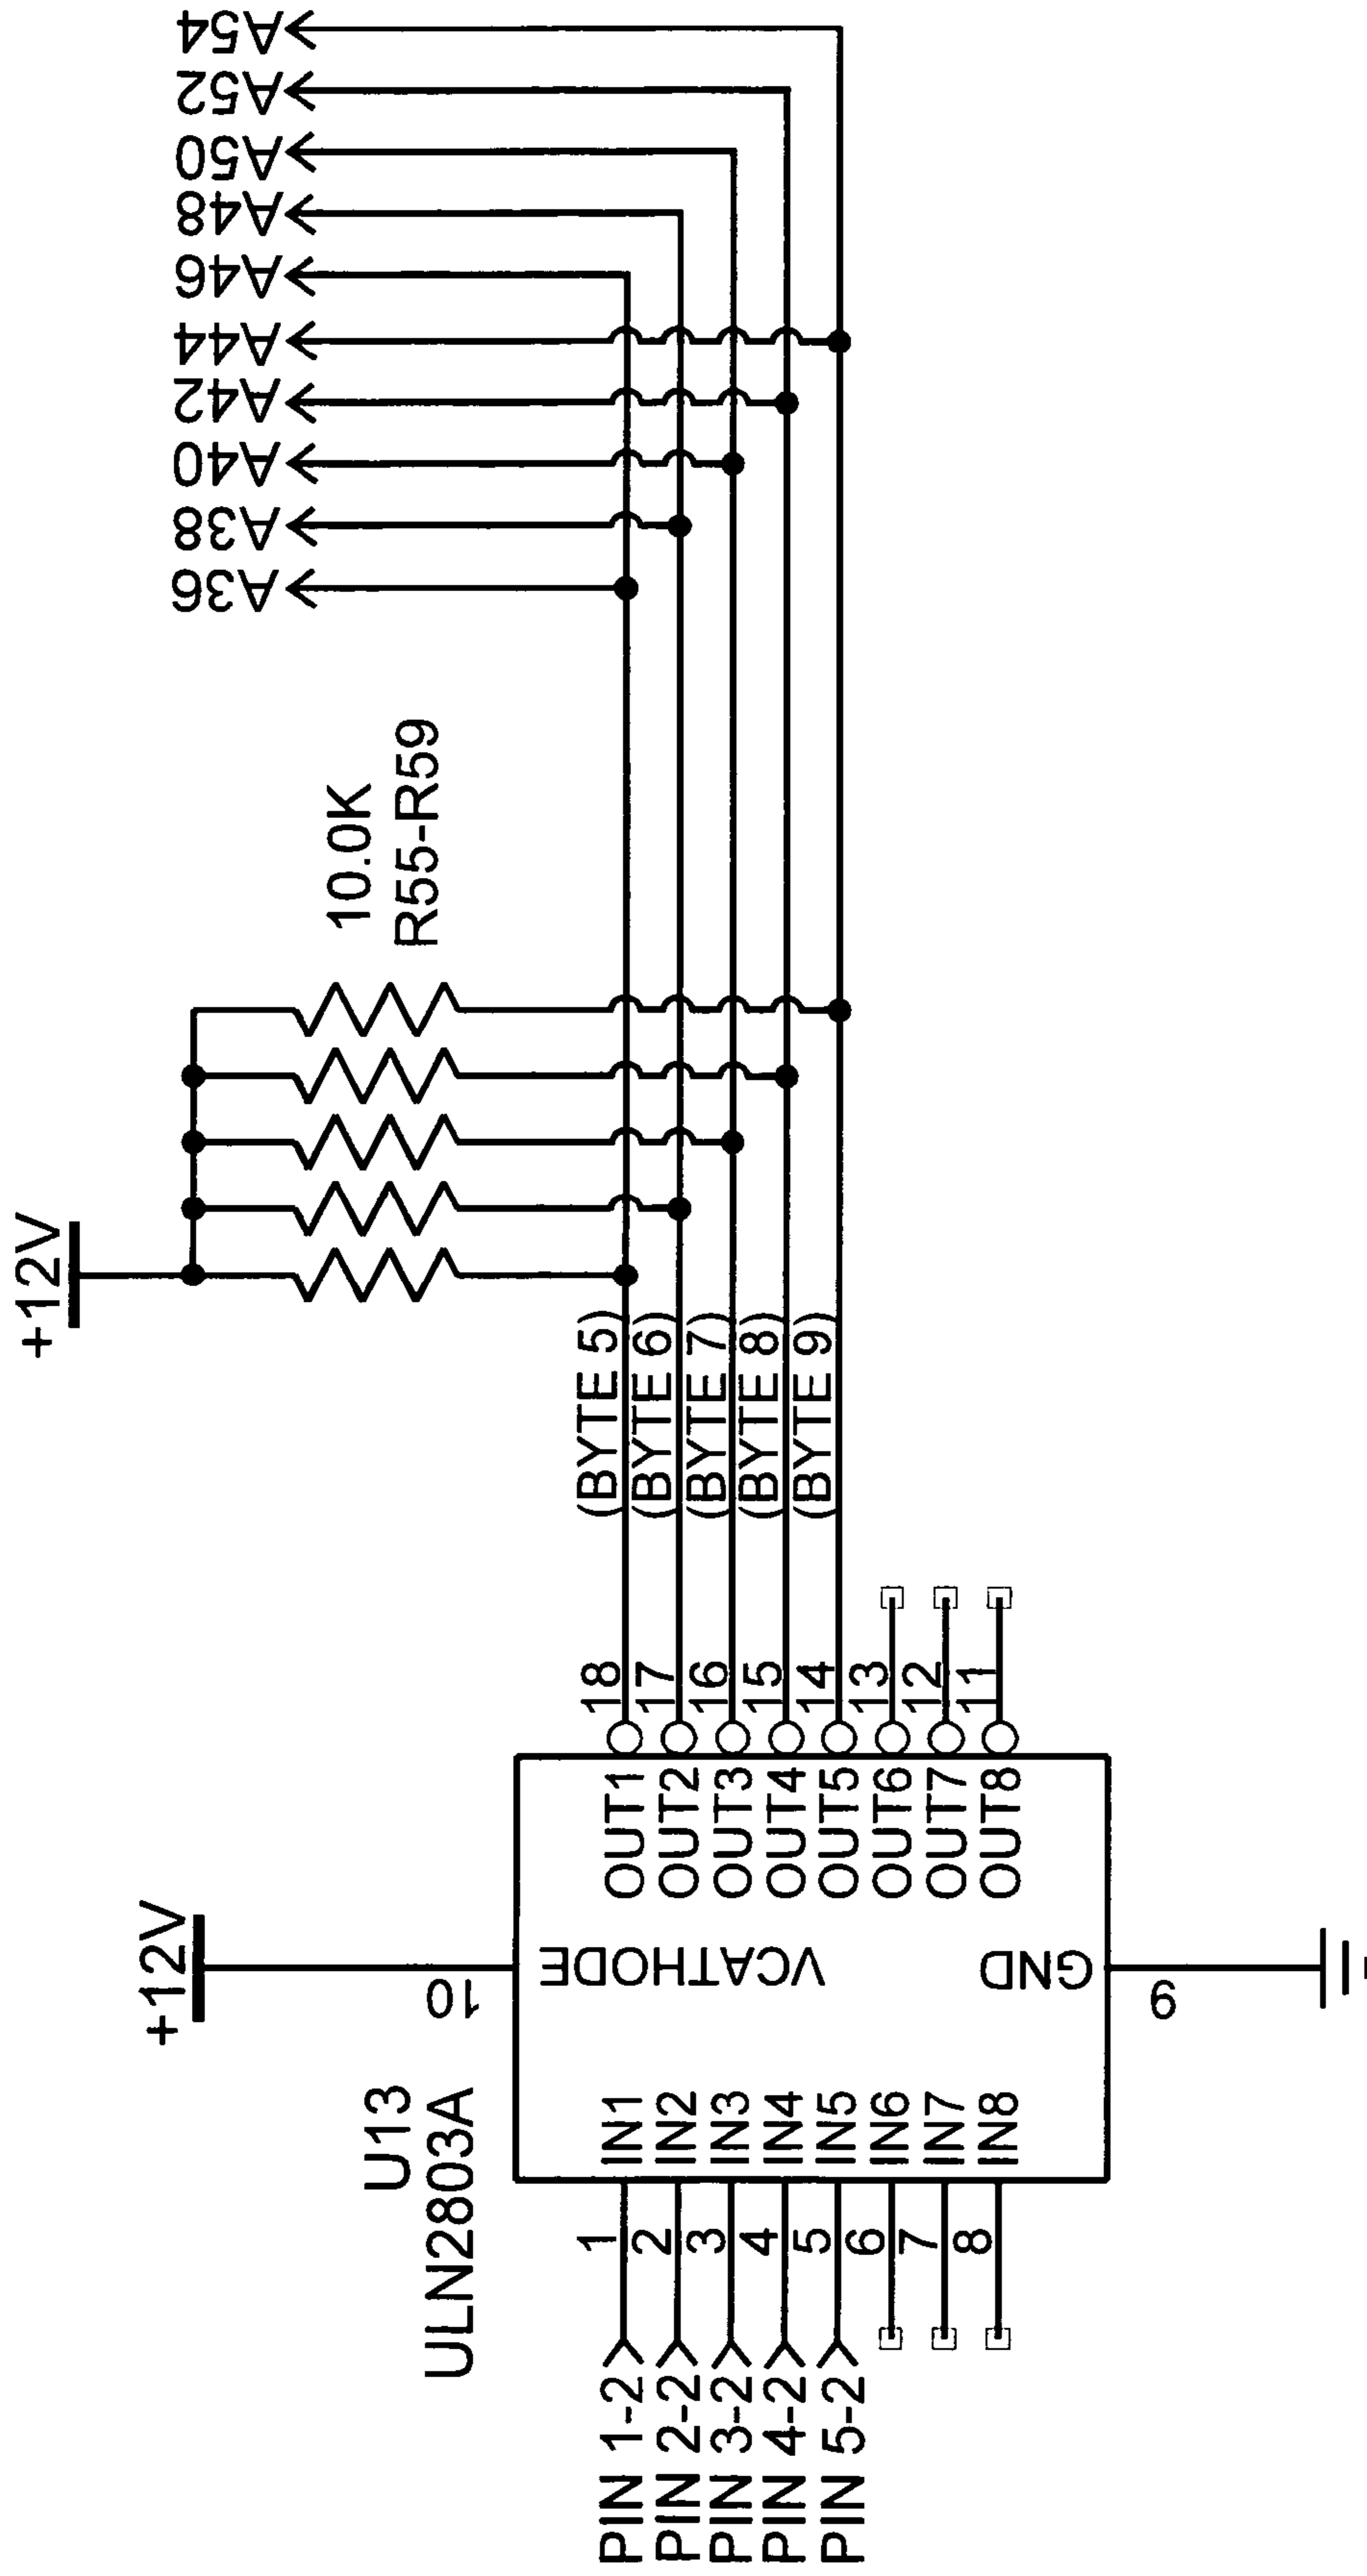 U13
ULN2803A
+12V
10
VCATHODE
GND
9
PIN 1-2
PIN 2-2
PIN 3-2
PIN 4-2
PIN 5-2
1
2
3
4
5
6
7
8
IN1
IN2
IN3
IN4
IN5
IN6
IN7
IN8
OUT1
OUT2
OUT3
OUT4
OUT5
OUT6
OUT7
OUT8
18
17
16
15
14
13
12
11
(BYTE 5)
(BYTE 6)
(BYTE 7)
(BYTE 8)
(BYTE 9)
+12V
10.0K
R55-R59
A36
A38
A40
A42
A44
A46
A48
A50
A52
A54